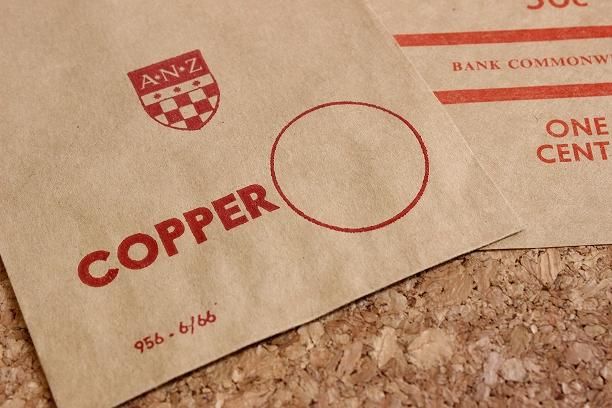 A·N·Z
COPPER
956 - 6/66
50c
BANK COMMONW
ONE
CENT